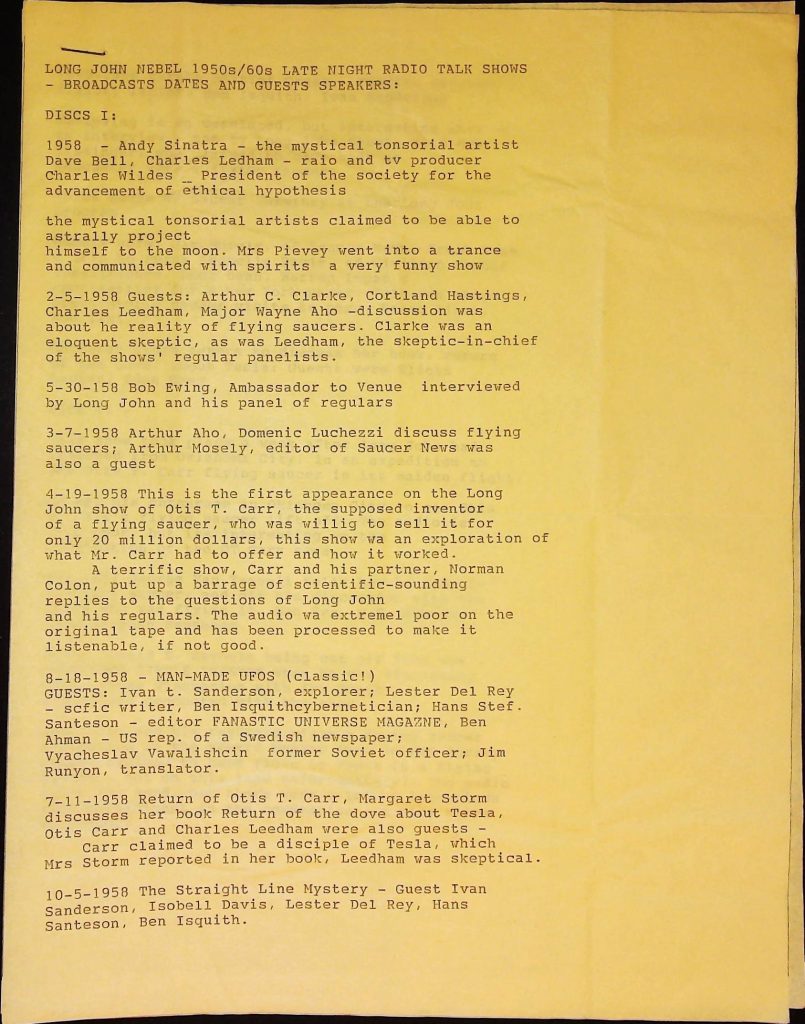 LONG JOHN NEBEL 1950s/60s LATE NIGHT RADIO TALK SHOWS
- BROADCASTS DATES AND GUESTS SPEAKERS:
DISCS I:
1958 - Andy Sinatra - the mystical tonsorial artist
Dave Bell, Charles Ledham - raio and tv producer
Charles Wildes _ President of the society for the
advancement of ethical hypothesis
the mystical tonsorial artists claimed to be able to
astrally project
himself to the moon. Mrs Pievey went into a trance
and communicated with spirits a very funny show
2-5-1958 Guests: Arthur C. Clarke, Cortland Hastings,
Charles Leedham, Major Wayne Aho -discussion was
about he reality of flying saucers. Clarke was an
eloquent skeptic, as was Leedham, the skeptic-in-chief
of the shows' regular panelists.
5-30-158 Bob Ewing, Ambassador to Venue interviewed
by Long John and his panel of regulars
3-7-1958 Arthur Aho, Domenic Luchezzi discuss flying
saucers; Arthur Mosely, editor of Saucer News was
also a guest
4-19-1958 This is the first appearance on the Long
John show of Otis T. Carr, the supposed inventor
of a flying saucer, who was willig to sell it for
only 20 million dollars, this show wa an exploration of
what Mr. Carr had to offer and how it worked.
A terrific show, Carr and his partner, Norman
Colon, put up a barrage of scientific-sounding
replies to the questions of Long John
and his regulars. The audio wa extremel poor on the
original tape and has been processed to make it
listenable, if not good.
8-18-1958 - MAN-MADE UFOS (classic!)
GUESTS: Ivan t. Sanderson, explorer; Lester Del Rey
- scfic writer, Ben Isquithcybernetician; Hans Stef.
Santeson - editor FANASTIC UNIVERSE MAGAZNE, Ben
Ahman - US rep. of a Swedish newspaper;
Vyacheslav Vawalishcin former Soviet officer; Jim
Runyon, translator.
7-11-1958 Return of Otis T. Carr, Margaret Storm
discusses her book Return of the dove about Tesla,
Otis Carr and Charles Leedham were also guests -
Carr claimed to be a disciple of Tesla, which
Mrs Storm reported in her book, Leedham was skeptical.
10-5-1958 The Straight Line Mystery - Guest Ivan
Sanderson, Isobell Davis, Lester Del Rey, Hans
Santeson, Ben Isquith.